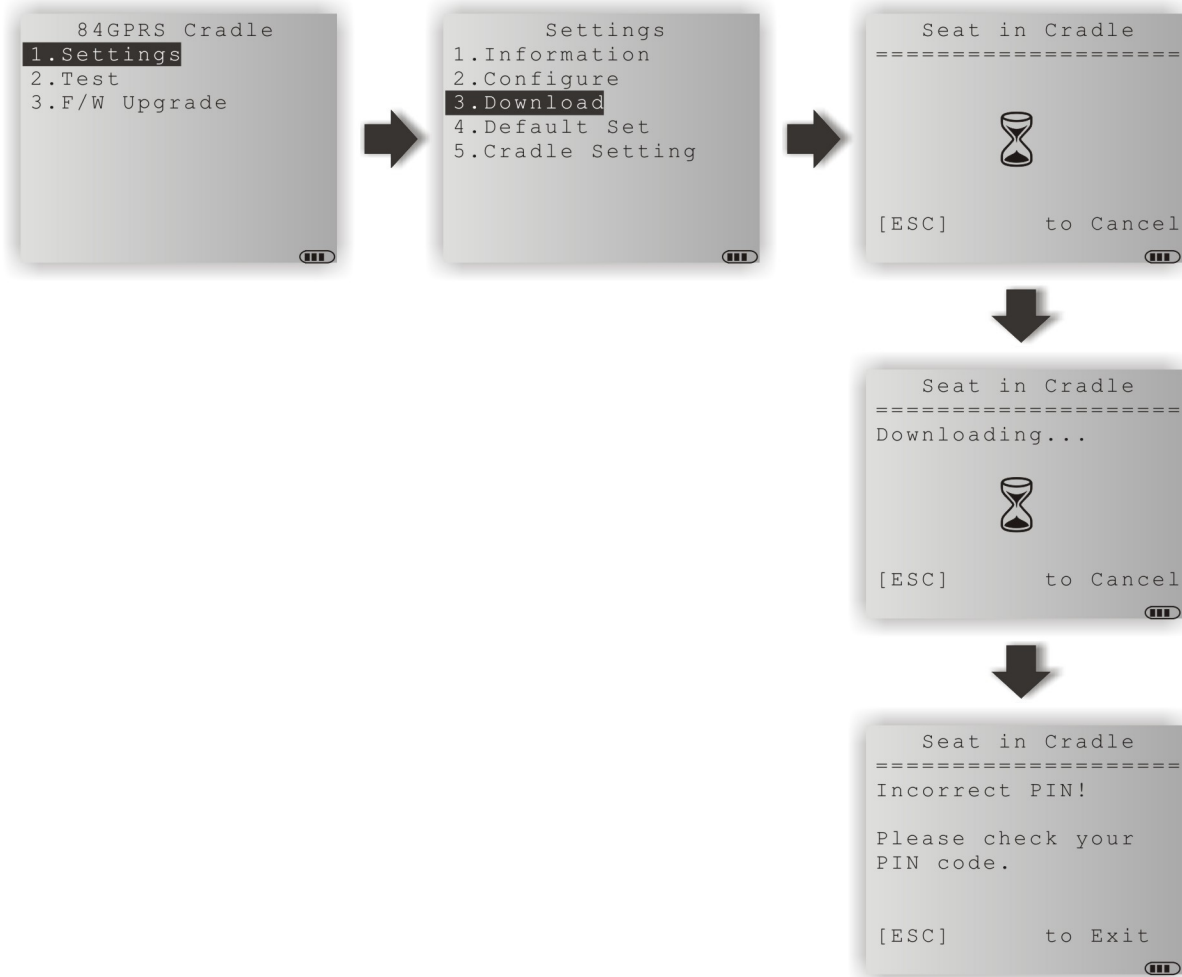 84GPRS Cradle
1.Settings
2.Test
3.F/W Upgrade
Settings
1.Information
2.Configure
3.Download
4.Default Set
5.Cradle Setting
Seat in Cradle
====================
[ESC] to Cancel
Seat in Cradle
====================
Downloading...
[ESC] to Cancel
Seat in Cradle
====================
Incorrect PIN!
Please check your
PIN code.
[ESC] to Exit